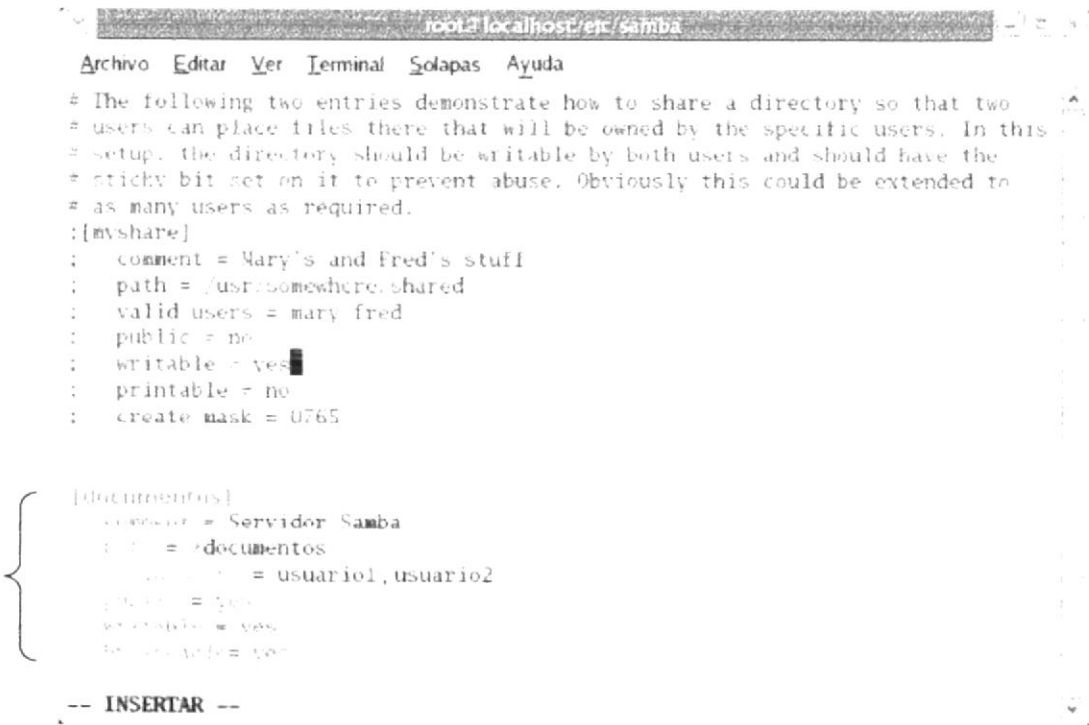 root@localhost:/etc/samba
Archivo Editar Ver Terminal Solapas Ayuda
# The following two entries demonstrate how to share a directory so that two
# users can place files there that will be owned by the specific users. In this
# setup, the directory should be writable by both users and should have the
# sticky bit set on it to prevent abuse. Obviously this could be extended to
# as many users as required.
;[myshare]
;   comment = Mary's and Fred's stuff
;   path = /usr/somewhere/shared
;   valid users = mary fred
;   public = no
;   writable = yes
;   printable = no
;   create mask = 0765
[documentos]
comment = Servidor Samba
= /documentos
= usuario1,usuario2
= yes
writable = yes
= yes
-- INSERTAR --